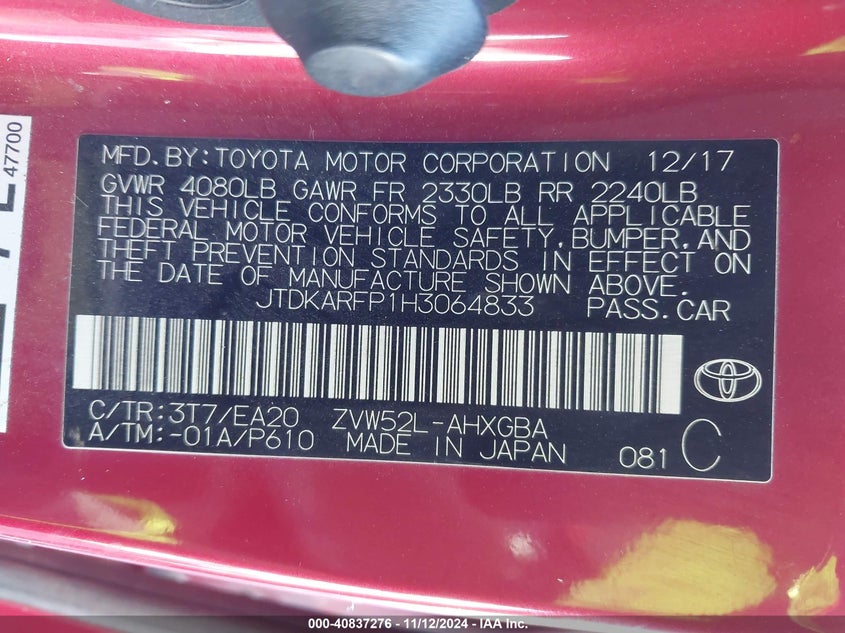 47700
MFD.BY:TOYOTA MOTOR CORPORATION 12/17
GVWR 4080LB GAWR FR 2330LB RR 2240LB
THIS VEHICLE CONFORMS TO ALL APPLICABLE
FEDERAL MOTOR VEHICLE SAFETY,BUMPER,AND
THEFT PREVENTION STANDARDS IN EFFECT ON
THE DATE OF MANUFACTURE SHOWN ABOVE.
JTDKARFP1H3064833 PASS.CAR
C/TR:3T7/EA20 ZVW52L-AHXGBA
A/TM:-01A/P610 MADE IN JAPAN 081 C
000-40837276 - 11/12/2024 - IAA Inc.